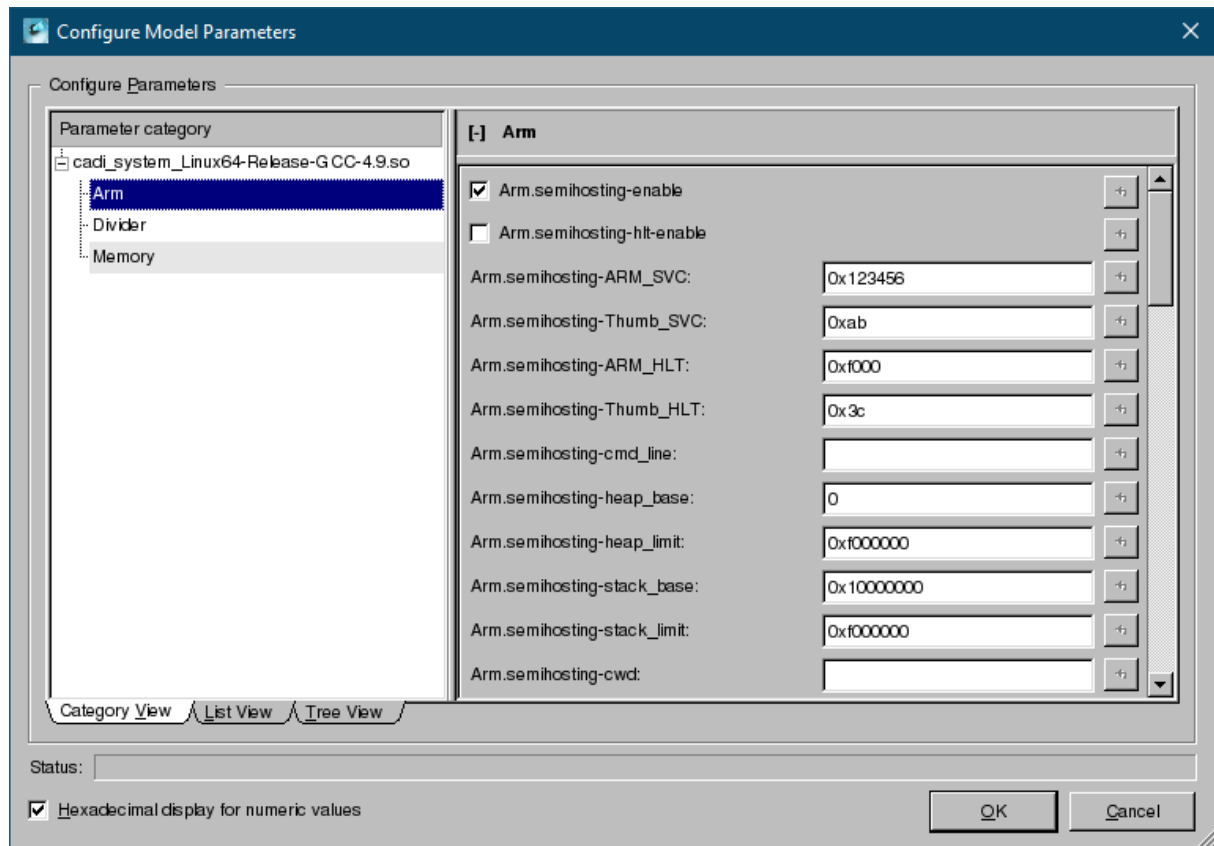 Configure Model Parameters
Configure Parameters
Parameter category
cadi_system_Linux64-Release-GCC-4.9.so
Arm
Divider
Memory
[-] Arm
Arm.semihosting-enable
Arm.semihosting-hlt-enable
Arm.semihosting-ARM_SVC: 0x123456
Arm.semihosting-Thumb_SVC: 0xab
Arm.semihosting-ARM_HLT: 0xf000
Arm.semihosting-Thumb_HLT: 0x3c
Arm.semihosting-cmd_line:
Arm.semihosting-heap_base: 0
Arm.semihosting-heap_limit: 0xf000000
Arm.semihosting-stack_base: 0x10000000
Arm.semihosting-stack_limit: 0xf000000
Arm.semihosting-cwd:
Category View List View Tree View
Status:
Hexadecimal display for numeric values
OK Cancel